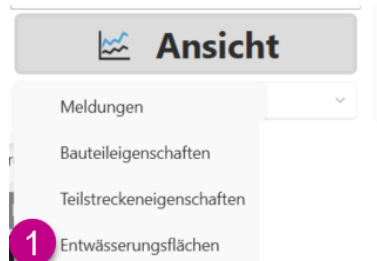 Ansicht
Meldungen
Bauteileigenschaften
Teilstreckeneigenschaften
1 Entwässerungsflächen